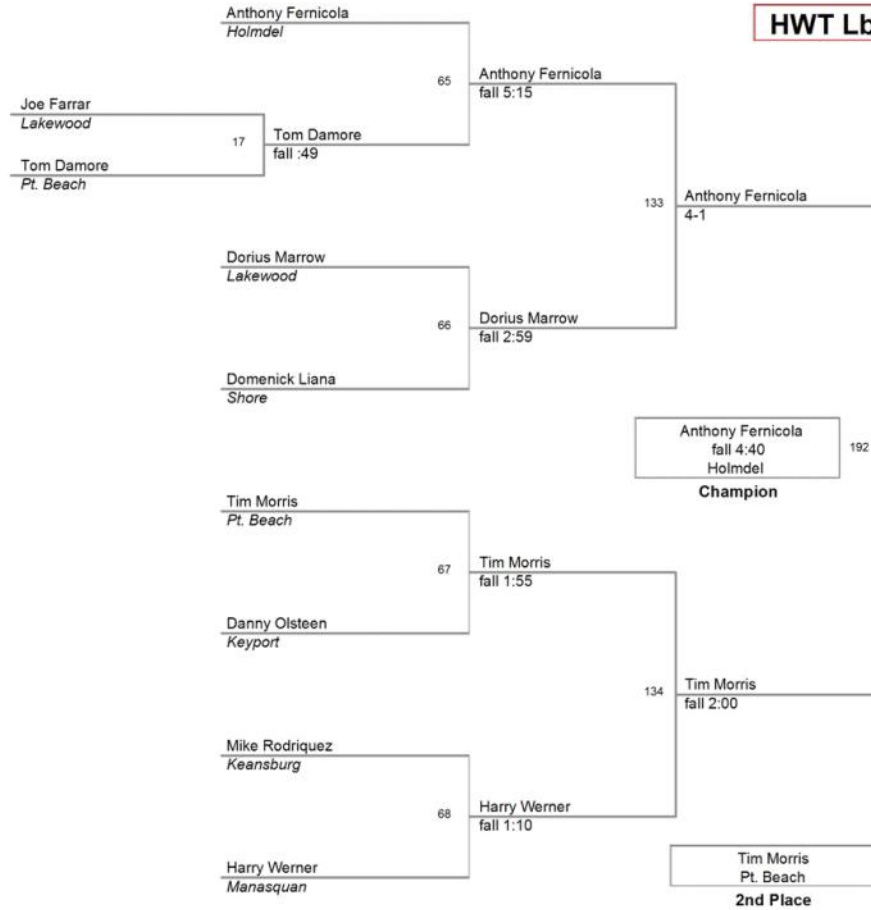 Anthony Fernicola
Holmdel
HWT Lb
65
Anthony Fernicola
fall 5:15
Joe Farrar
Lakewood
17
Tom Damore
fall :49
Tom Damore
Pt. Beach
133
Anthony Fernicola
4-1
Dorius Marrow
Lakewood
66
Dorius Marrow
fall 2:59
Domenick Liana
Shore
Anthony Fernicola
fall 4:40
Holmdel
192
Champion
Tim Morris
Pt. Beach
67
Tim Morris
fall 1:55
Danny Olsteen
Keyport
134
Tim Morris
fall 2:00
Mike Rodriquez
Keansburg
68
Harry Werner
fall 1:10
Harry Werner
Manasquan
Tim Morris
Pt. Beach
2nd Place